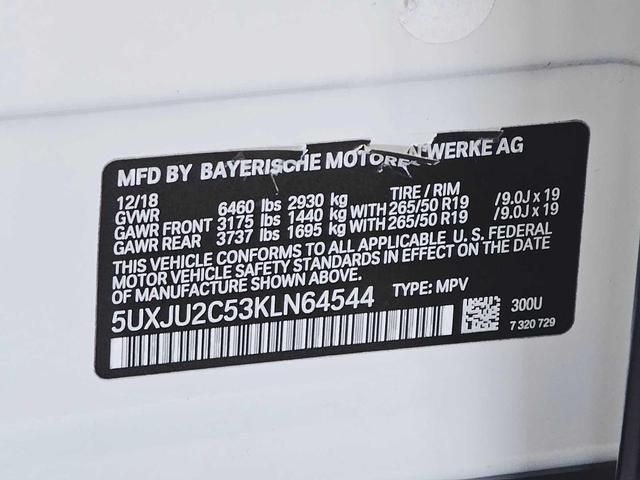 MFD BY BAYERISCHE MOTOREN WERKE AG
12/18 TIRE / RIM
GVWR 6460 lbs 2930 kg
GAWR FRONT 3175 lbs 1440 kg WITH 265/50 R19 /9.0J x 19
GAWR REAR 3737 lbs 1695 kg WITH 265/50 R19 /9.0J x 19
THIS VEHICLE CONFORMS TO ALL APPLICABLE U. S. FEDERAL
MOTOR VEHICLE SAFETY STANDARDS IN EFFECT ON THE DATE
OF MANUFACTURE SHOWN ABOVE.
5UXJU2C53KLN64544 TYPE: MPV
300U
7 320 729